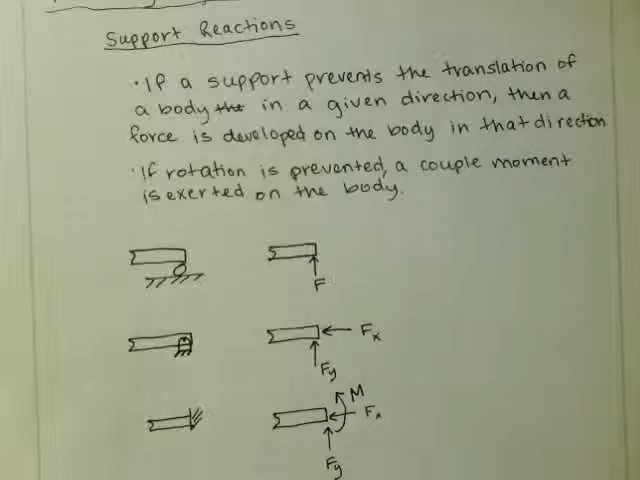 Support Reactions
• If a support prevents the translation of
a body the in a given direction, then a
force is developed on the body in that direction
• If rotation is prevented, a couple moment
is exerted on the body.
F
Fx
Fy
M
Fx
Fy